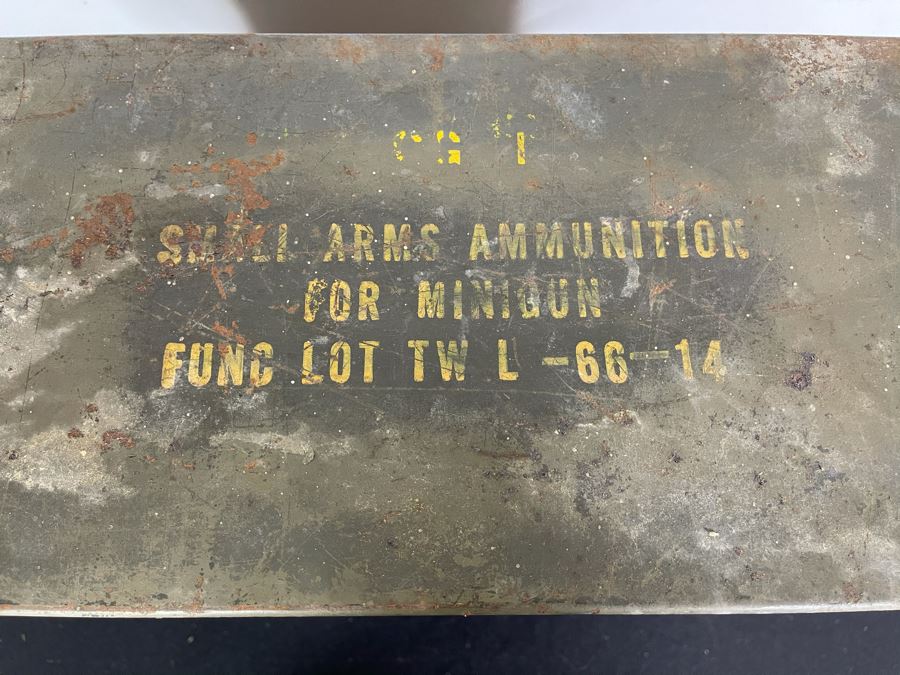 SMALL ARMS AMMUNITION
FOR MINIGUN
FUNC LOT TW L -66-14